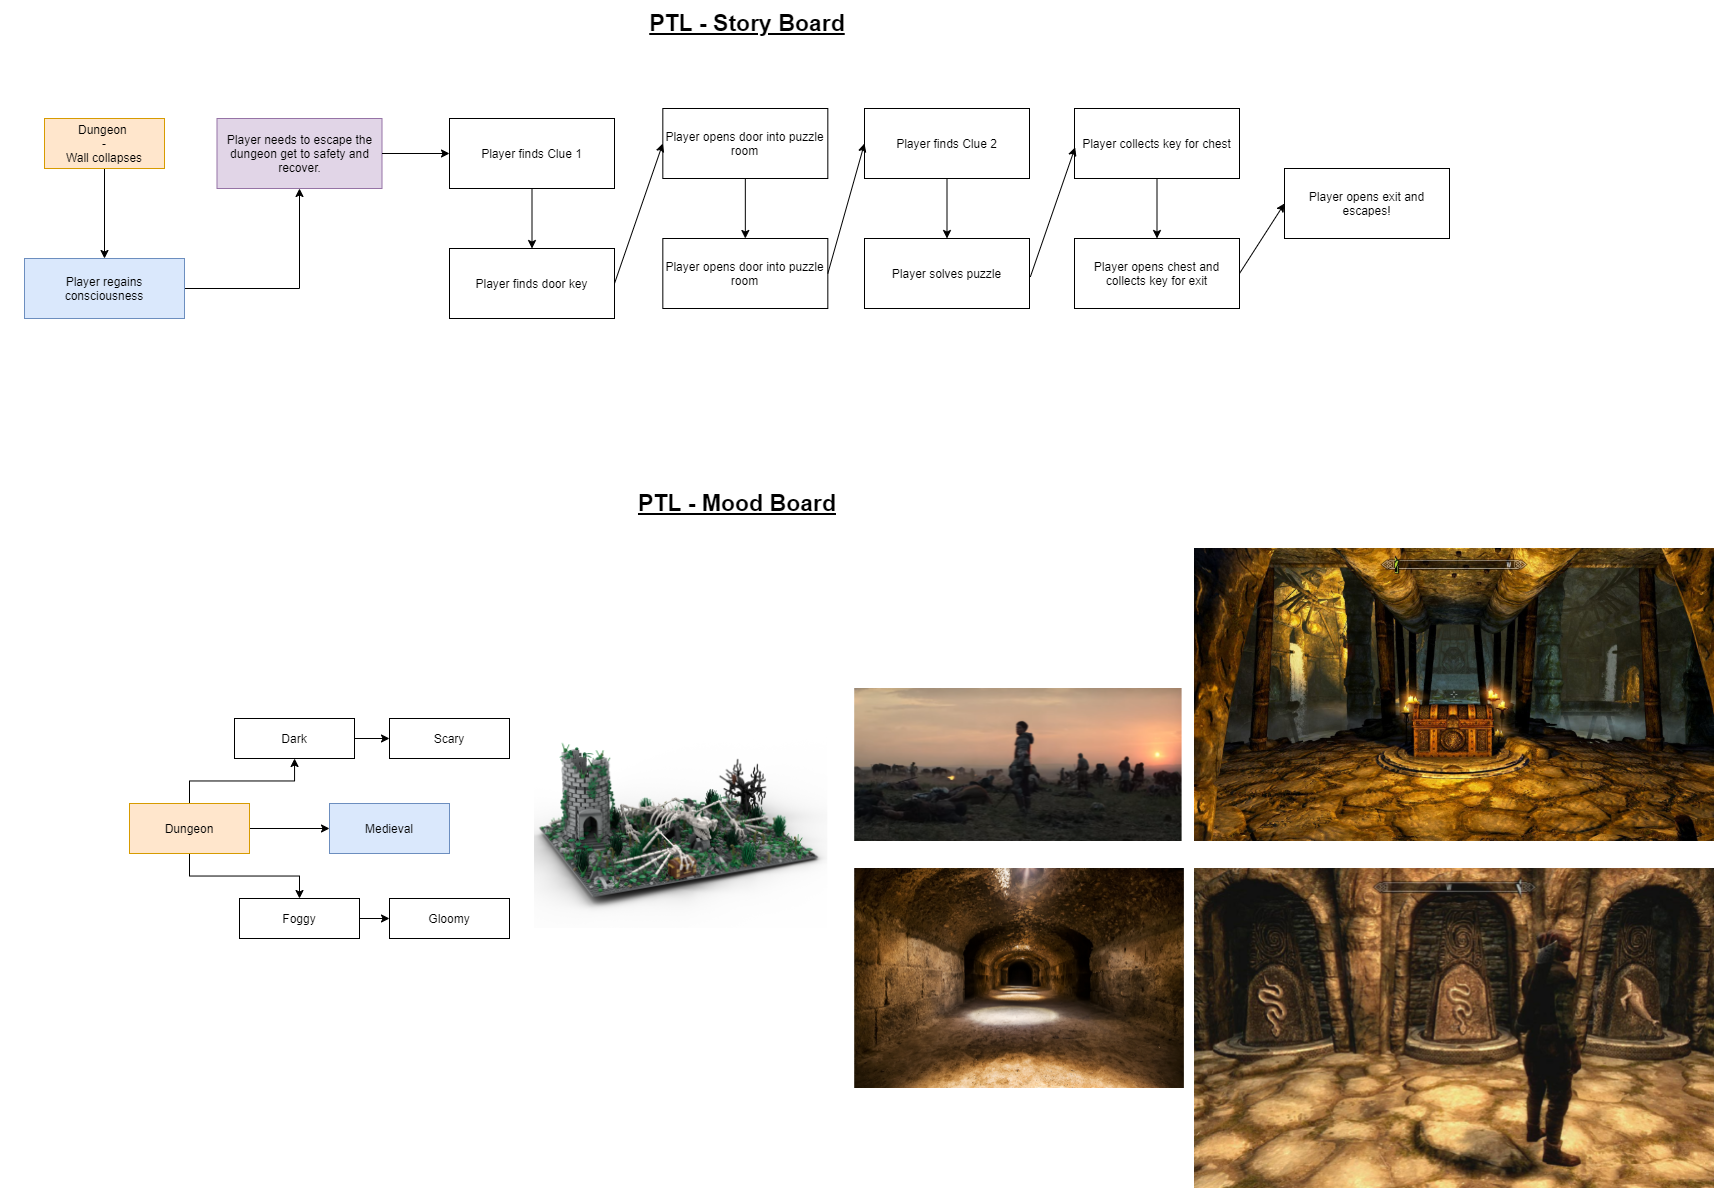 PTL - Story Board
Dungeon
-
Wall collapses
Player regains
consciousness
Player needs to escape the
dungeon get to safety and
recover.
Player finds Clue 1
Player finds door key
Player opens door into puzzle
room
Player opens door into puzzle
room
Player finds Clue 2
Player solves puzzle
Player collects key for chest
Player opens chest and
collects key for exit
Player opens exit and
escapes!
PTL - Mood Board
Dark
Scary
Dungeon
Medieval
Foggy
Gloomy